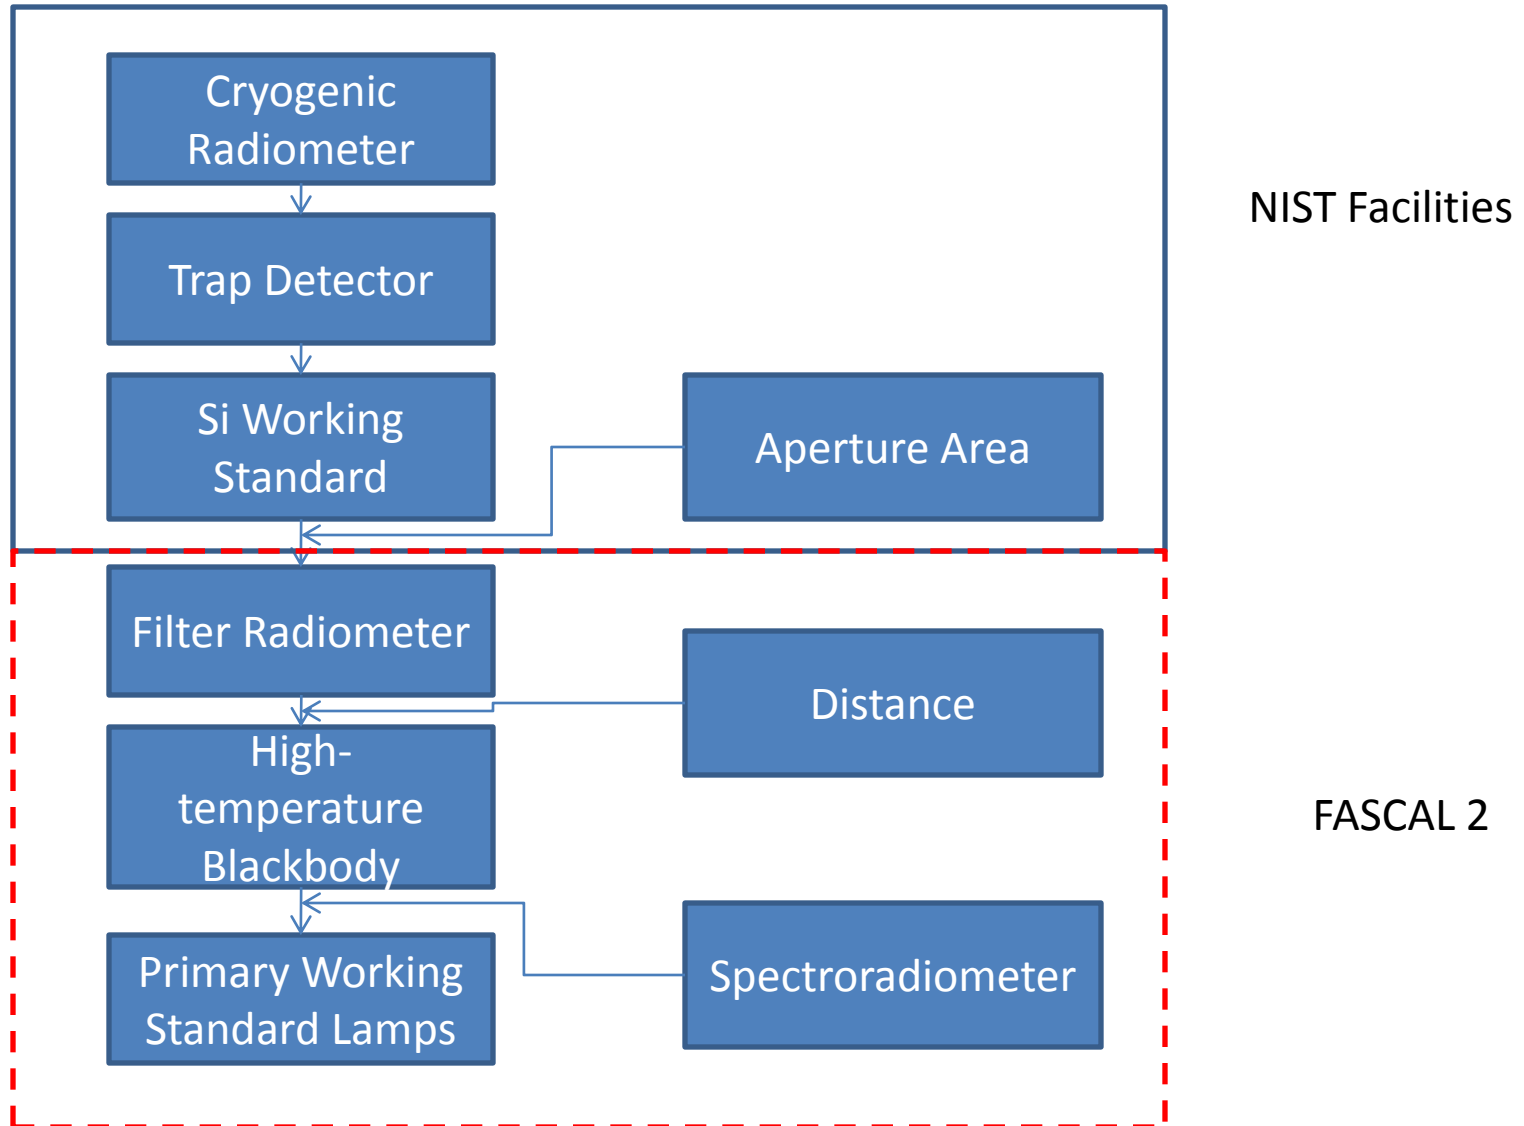 Cryogenic
Radiometer
NIST Facilities
Trap Detector
Si Working
Standard
Aperture Area
Filter Radiometer
Distance
High-
temperature
Blackbody
FASCAL 2
Primary Working
Standard Lamps
Spectroradiometer